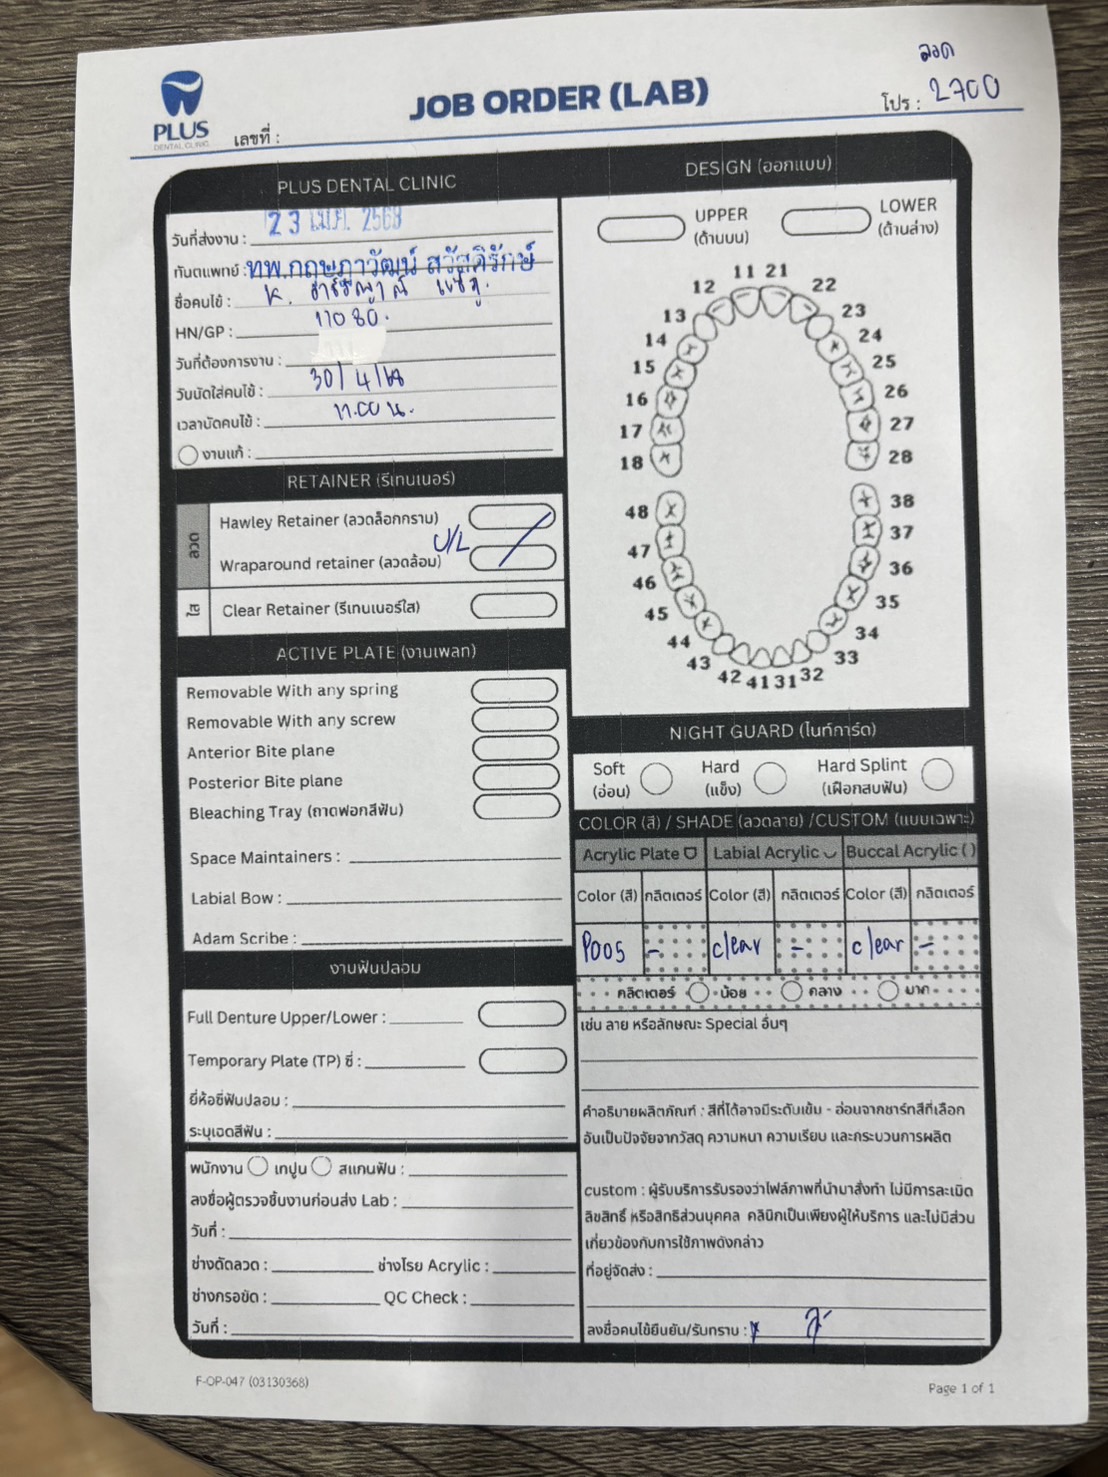 ลวด
JOB ORDER (LAB)
โปร : 2700
PLUS
DENTAL CLINIC
เลขที่ :
PLUS DENTAL CLINIC
วันที่ส่งงาน : 23 เม.ย. 2568
ทันตแพทย์ : ทพ.กฤษฎาวัฒน์ สวัสดิรักษ์
ชื่อคนไข้ : K.
HN/GP : 11080.
วันที่ต้องการงาน :
วันนัดใส่คนไข้ : 30/4/68
เวลานัดคนไข้ : 11.00 น.
งานแก้ :
RETAINER (รีเทนเนอร์)
ลวด
Hawley Retainer (ลวดล็อกกราม)
U/L
Wraparound retainer (ลวดล้อม)
ใส
Clear Retainer (รีเทนเนอร์ใส)
ACTIVE PLATE (งานเพลท)
Removable With any spring
Removable With any screw
Anterior Bite plane
Posterior Bite plane
Bleaching Tray (ถาดฟอกสีฟัน)
Space Maintainers :
Labial Bow :
Adam Scribe :
งานฟันปลอม
Full Denture Upper/Lower :
Temporary Plate (TP) ซี่ :
ยี่ห้อซี่ฟันปลอม :
ระบุเฉดสีฟัน :
พนักงาน เทปูน สแกนฟัน :
ลงชื่อผู้ตรวจชิ้นงานก่อนส่ง Lab :
วันที่ :
ช่างดัดลวด : ช่างโรย Acrylic :
ช่างกรอขัด : QC Check :
วันที่ :
DESIGN (ออกแบบ)
UPPER
(ด้านบน)
LOWER
(ด้านล่าง)
11 21
12 22
13 23
14 24
15 25
16 26
17 27
18 28
48 38
47 37
46 36
45 35
44 34
43 33
42 41 31 32
NIGHT GUARD (ไนท์การ์ด)
Soft
(อ่อน)
Hard
(แข็ง)
Hard Splint
(เฝือกสบฟัน)
COLOR (สี) / SHADE (ลวดลาย) /CUSTOM (แบบเฉพาะ)
Acrylic Plate Labial Acrylic Buccal Acrylic ( )
Color (สี) กลิตเตอร์ Color (สี) กลิตเตอร์ Color (สี) กลิตเตอร์
P005 - clear - clear -
กลิตเตอร์ น้อย กลาง มาก
เช่น ลาย หรือลักษณะ Special อื่นๆ
คำอธิบายผลิตภัณฑ์ : สีที่ได้อาจมีระดับเข้ม - อ่อนจากชาร์ทสีที่เลือก
อันเป็นปัจจัยจากวัสดุ ความหนา ความเรียบ และกระบวนการผลิต
custom : ผู้รับบริการรับรองว่าไฟล์ภาพที่นำมาสั่งทำ ไม่มีการละเมิด
ลิขสิทธิ์ หรือสิทธิส่วนบุคคล คลินิกเป็นเพียงผู้ให้บริการ และไม่มีส่วน
เกี่ยวข้องกับการใช้ภาพดังกล่าว
ที่อยู่จัดส่ง :
ลงชื่อคนไข้ยืนยัน/รับทราบ :
F-OP-047 (03130368)
Page 1 of 1